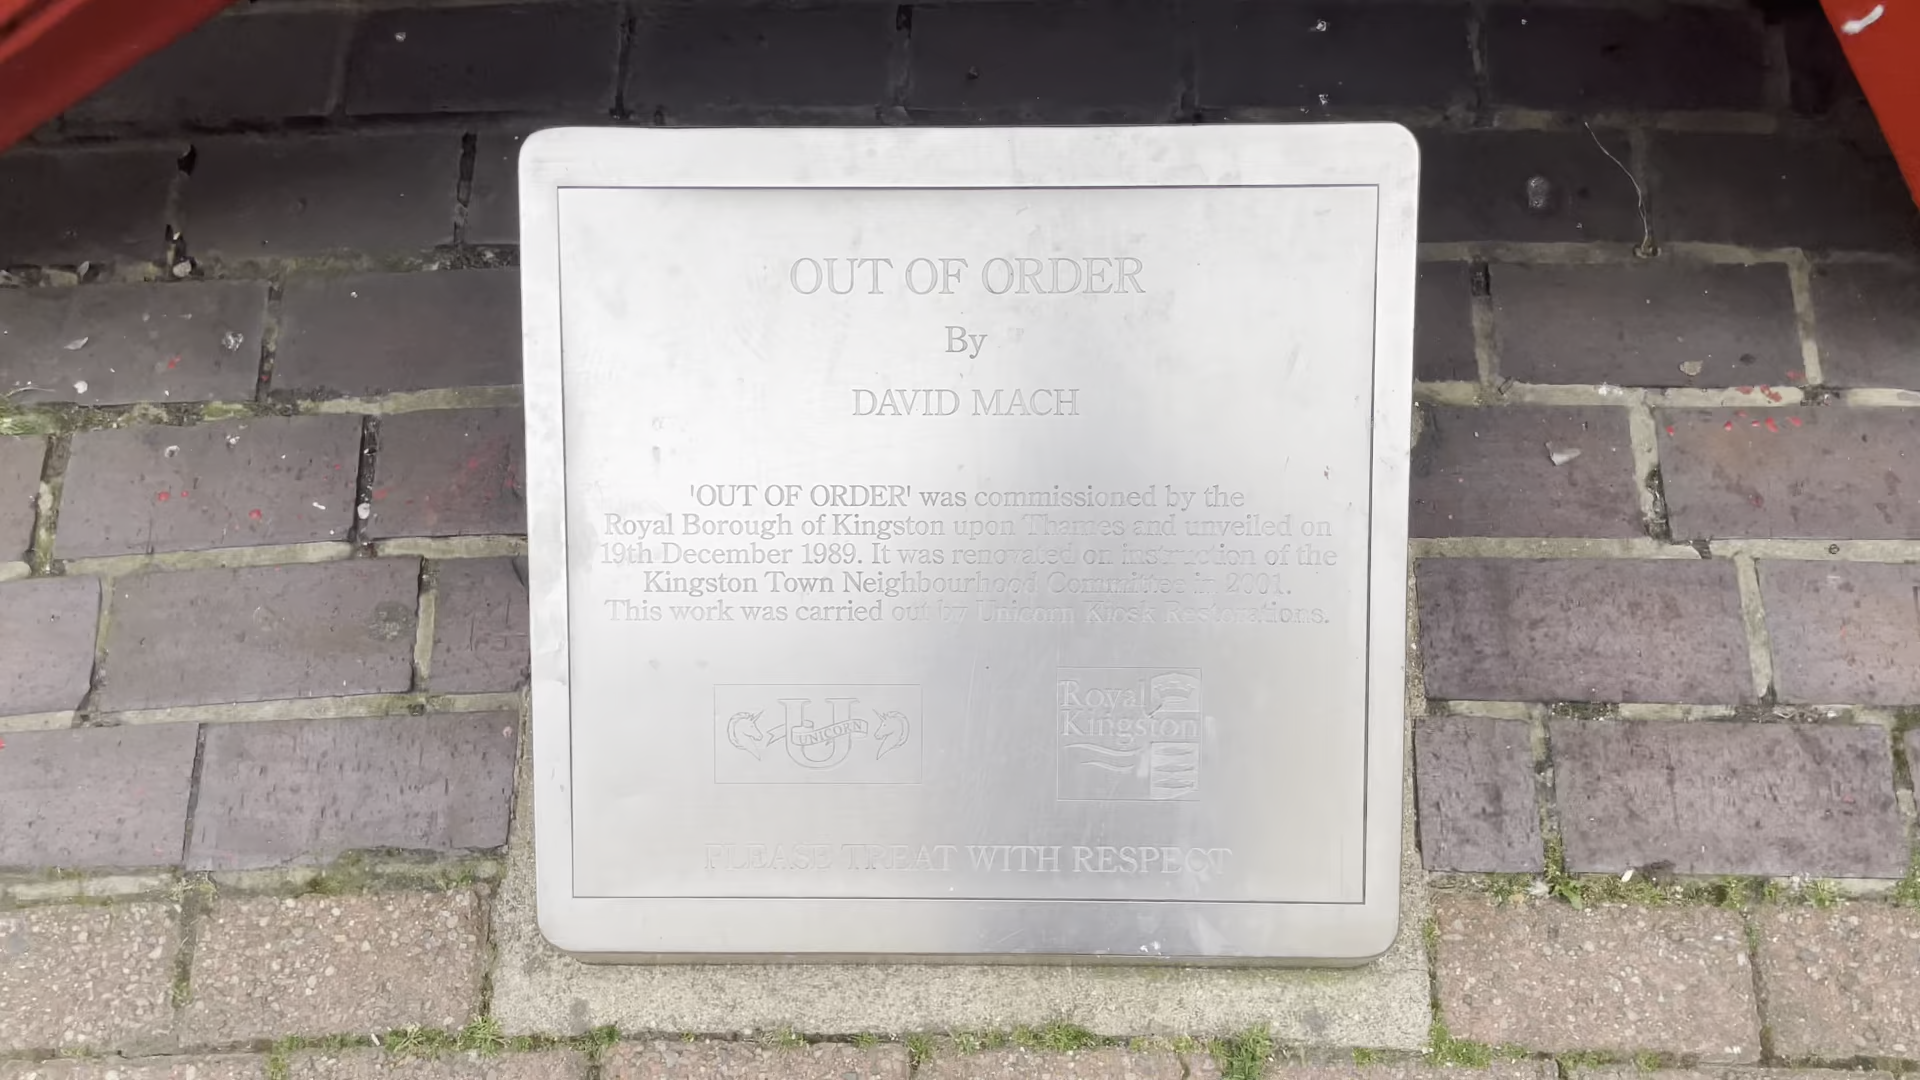 OUT OF ORDER
By
DAVID MACH
'OUT OF ORDER' was commissioned by the
Royal Borough of Kingston upon Thames and unveiled on
19th December 1989. It was renovated on instruction of the
Kingston Town Neighbourhood Committee in 2001.
This work was carried out by Unicorn Kiosk Restorations.
U
UNICORN
Royal
Kingston
PLEASE TREAT WITH RESPECT